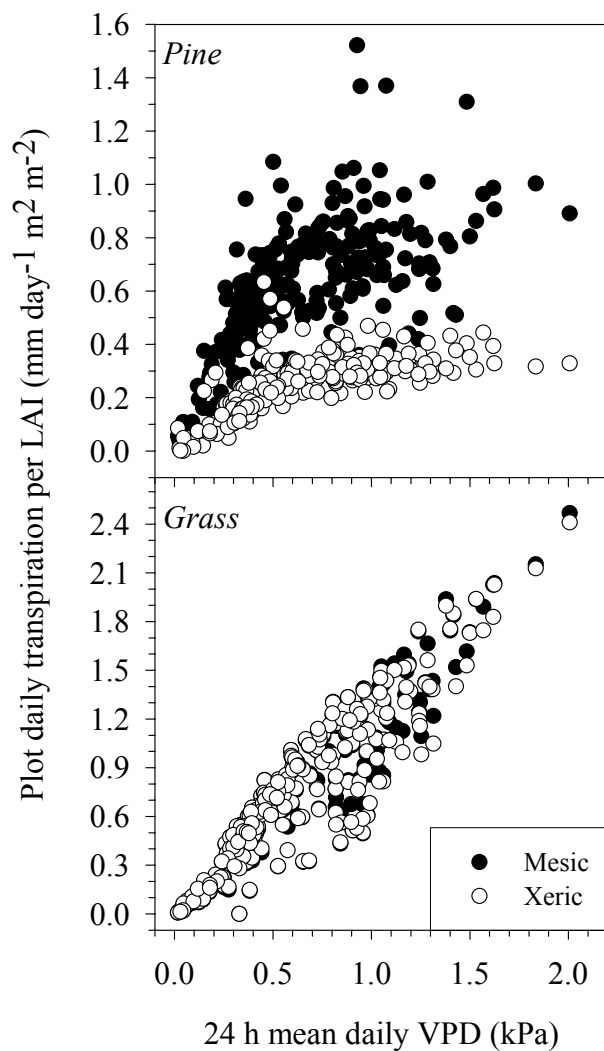 Plot daily transpiration per LAI (mm day-1 m2 m-2)
1.6
Pine
1.4
1.2
1.0
0.8
0.6
0.4
0.2
0.0
Grass
2.4
2.1
1.8
1.5
1.2
0.9
0.6
0.3
0.0
Mesic
Xeric
0.0 0.5 1.0 1.5 2.0
24 h mean daily VPD (kPa)